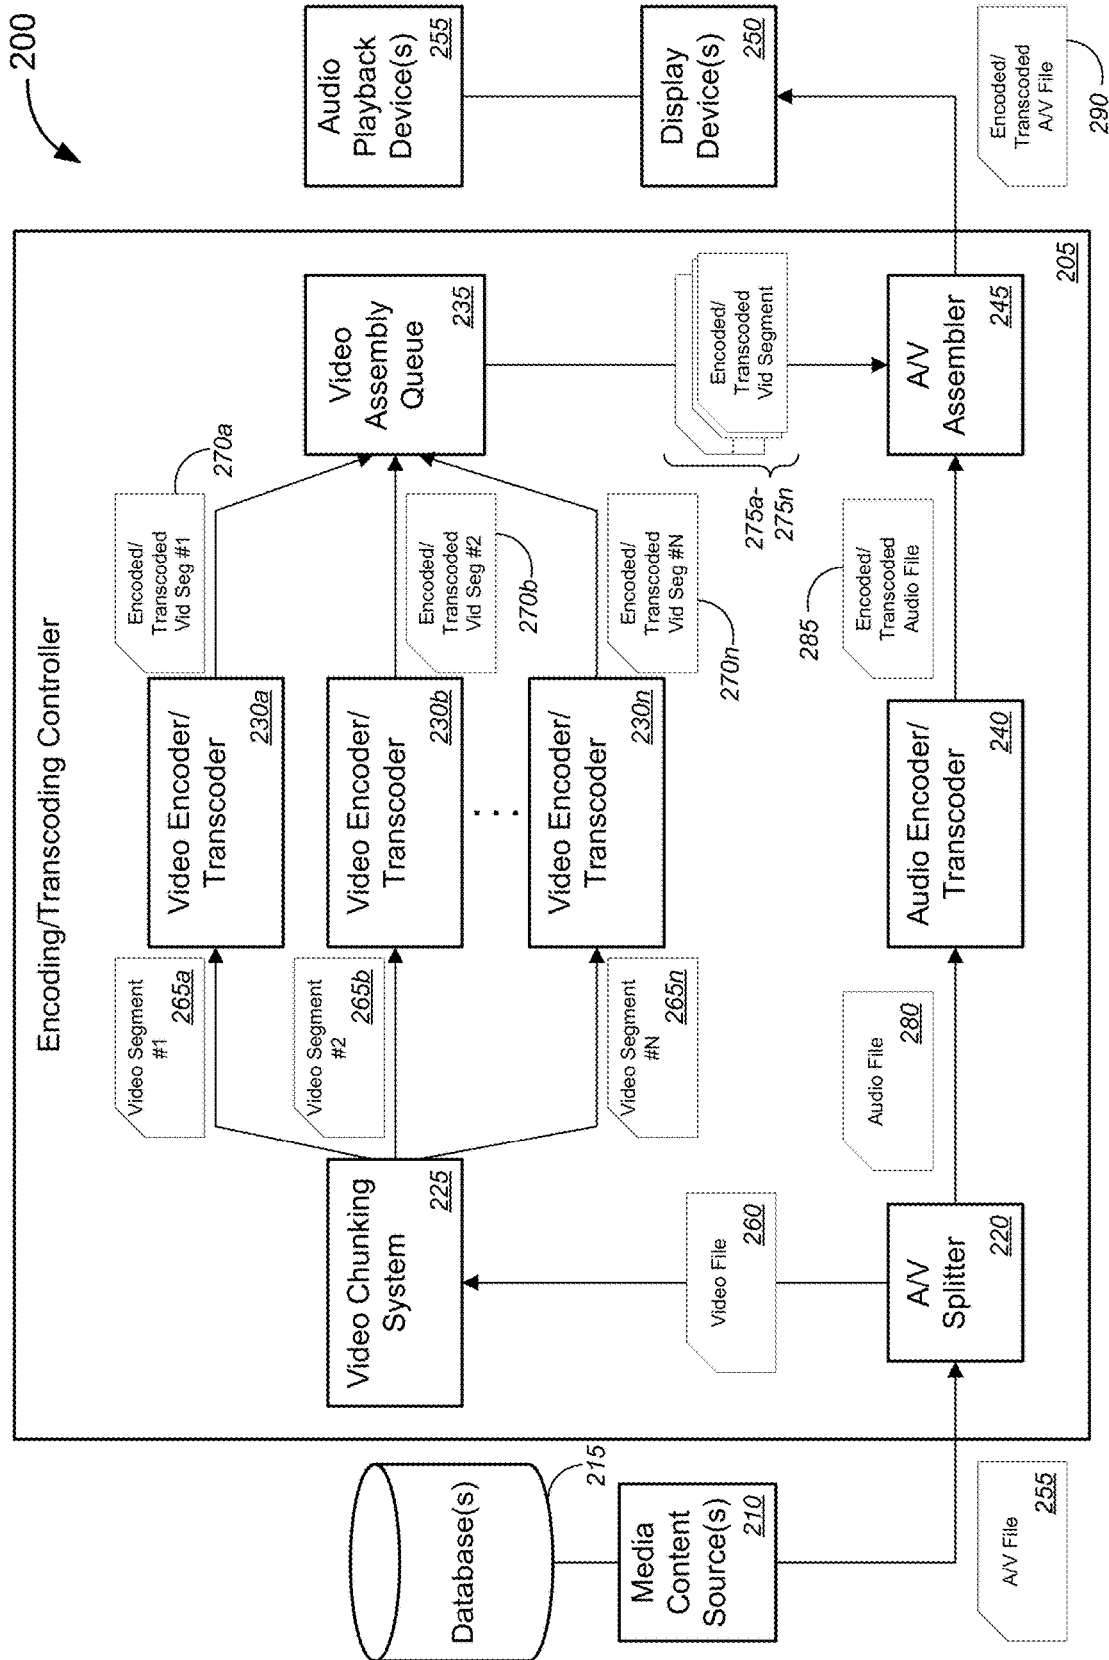 200
Encoding/Transcoding Controller
205
Database(s)
215
Media
Content
Source(s)
210
A/V File
255
A/V
Splitter
220
Video File
260
Video Chunking
System
225
Video Segment
#1
265a
Video Segment
#2
265b
Video Segment
#N
265n
Video Encoder/
Transcoder
230a
Video Encoder/
Transcoder
230b
. . .
Video Encoder/
Transcoder
230n
Encoded/
Transcoded
Vid Seg #1
270a
Encoded/
Transcoded
Vid Seg #2
270b
Encoded/
Transcoded
Vid Seg #N
270n
Video
Assembly
Queue
235
Encoded/
Transcoded
Vid Segment
275a-
275n
Audio File
280
Audio Encoder/
Transcoder
240
Encoded/
Transcoded
Audio File
285
A/V
Assembler
245
Audio
Playback
Device(s)
255
Display
Device(s)
250
Encoded/
Transcoded
A/V File
290